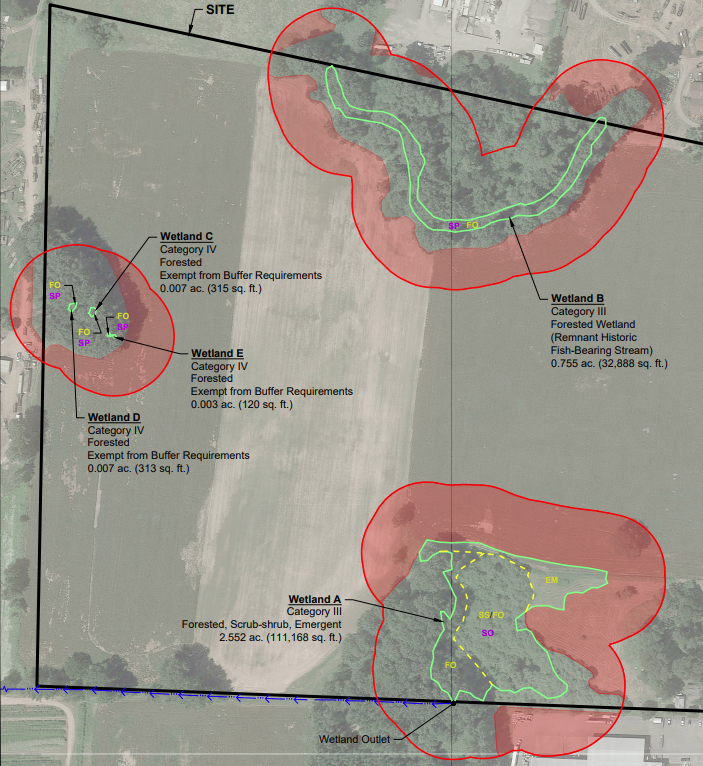 SITE
SP FO
Wetland C
Category IV
Forested
Exempt from Buffer Requirements
0.007 ac. (315 sq. ft.)
FO
SP
FO
SP
FO
SP
Wetland B
Category III
Forested Wetland
(Remnant Historic
Fish-Bearing Stream)
0.755 ac. (32,888 sq. ft.)
Wetland E
Category IV
Forested
Exempt from Buffer Requirements
0.003 ac. (120 sq. ft.)
Wetland D
Category IV
Forested
Exempt from Buffer Requirements
0.007 ac. (313 sq. ft.)
Wetland A
Category III
Forested, Scrub-shrub, Emergent
2.552 ac. (111,168 sq. ft.)
EM
SS/FO
SO
FO
Wetland Outlet